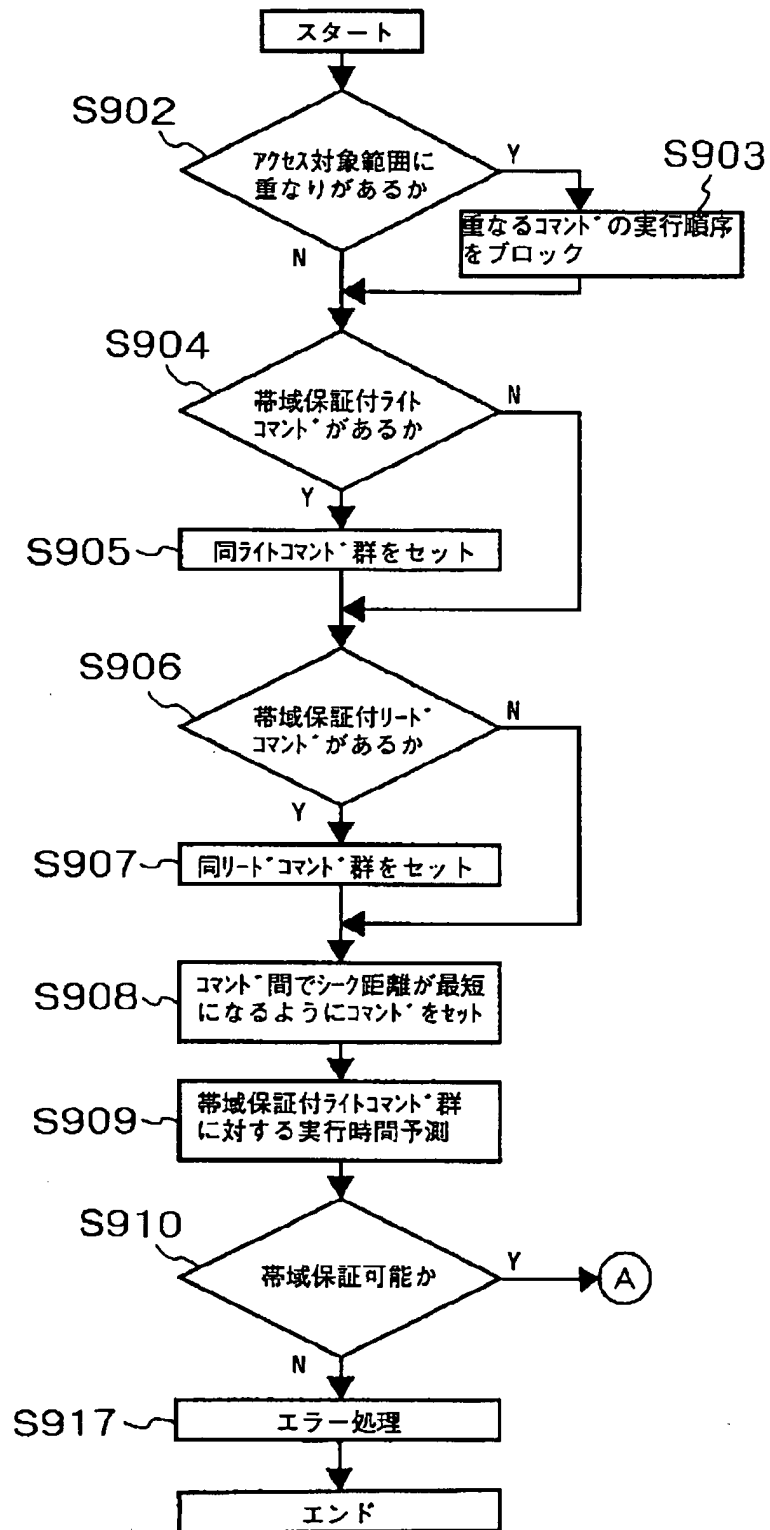 スタート
S902
アクセス対象範囲に
重なりがあるか
Y
S903
重なるコマンドの実行順序
をブロック
N
S904
帯域保証付ライト
コマンドがあるか
N
Y
S905
同ライトコマンド群をセット
S906
帯域保証付リード
コマンドがあるか
N
Y
S907
同リードコマンド群をセット
S908
コマンド間でシーク距離が最短
になるようにコマンドをセット
S909
帯域保証付ライトコマンド群
に対する実行時間予測
S910
帯域保証可能か
Y
A
N
S917
エラー処理
エンド